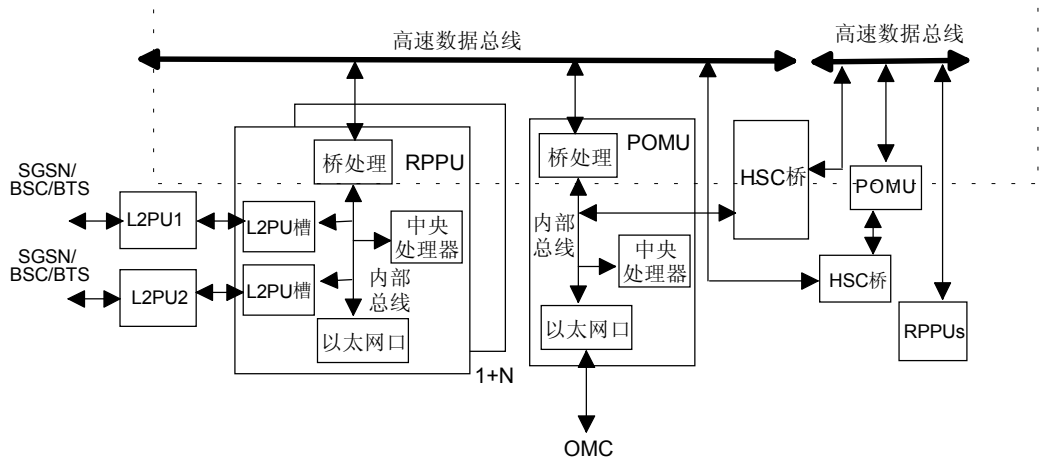 高速数据总线
高速数据总线
桥处理
RPPU
桥处理
POMU
HSC桥
POMU
SGSN/
BSC/BTS
L2PU1
L2PU槽
中央
处理器
内部
总线
中央
处理器
SGSN/
BSC/BTS
L2PU2
L2PU槽
内部
总线
HSC桥
以太网口
以太网口
RPPUs
1+N
OMC